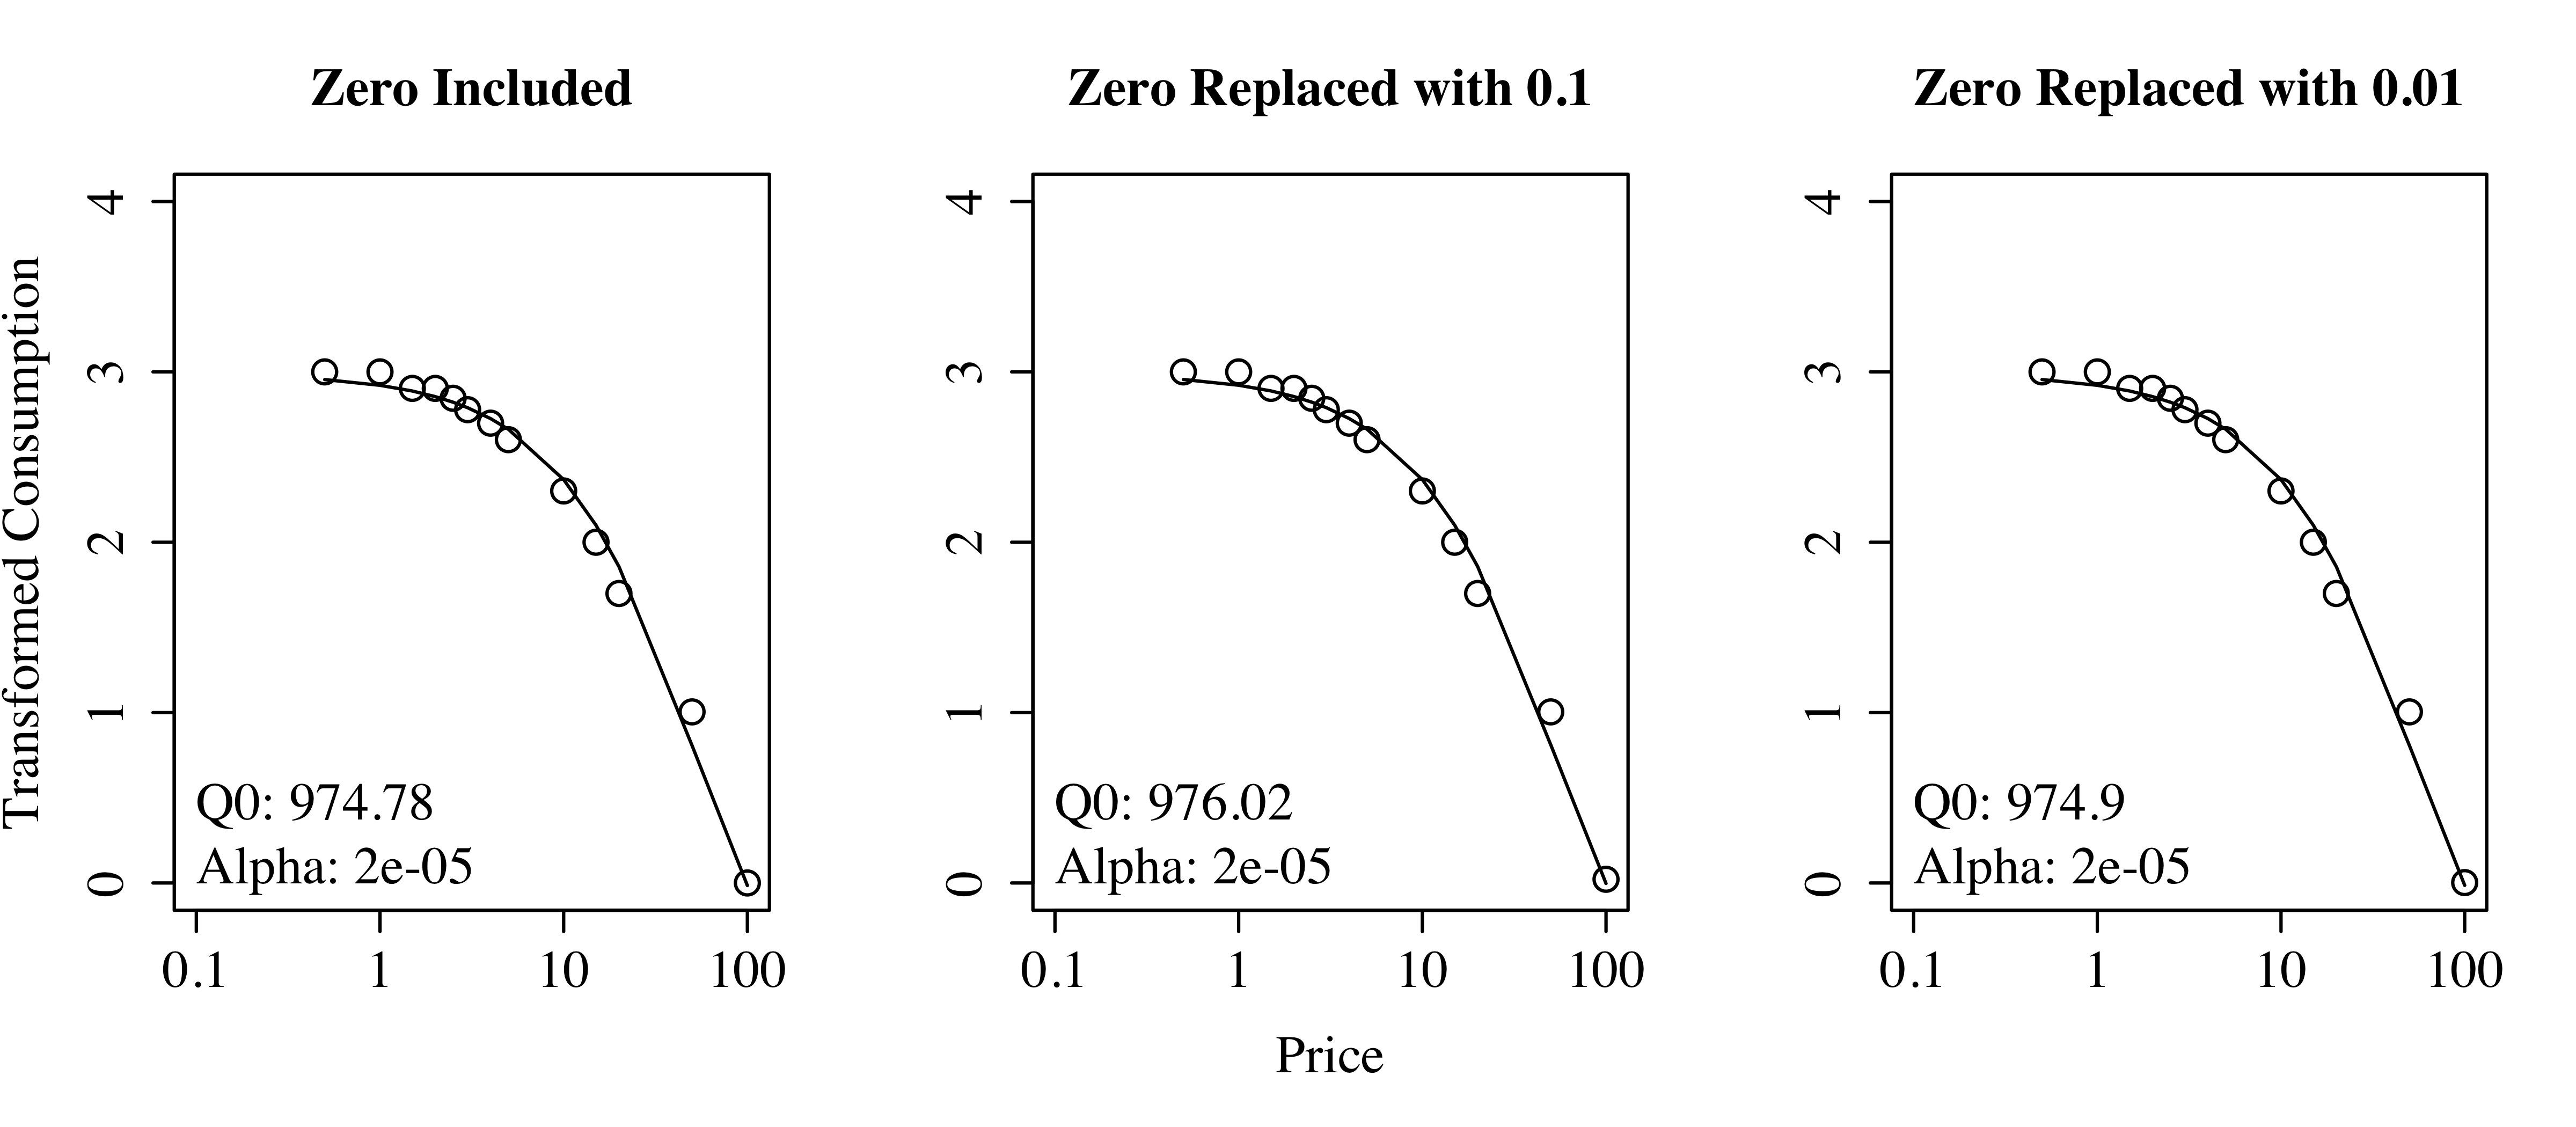 Zero Included
Zero Replaced with 0.1
Zero Replaced with 0.01
Transformed Consumption
4
3
2
1
0
Q0: 974.78
Alpha: 2e-05
0.1 1 10 100
4
3
2
1
0
Q0: 976.02
Alpha: 2e-05
0.1 1 10 100
4
3
2
1
0
Q0: 974.9
Alpha: 2e-05
0.1 1 10 100
Price